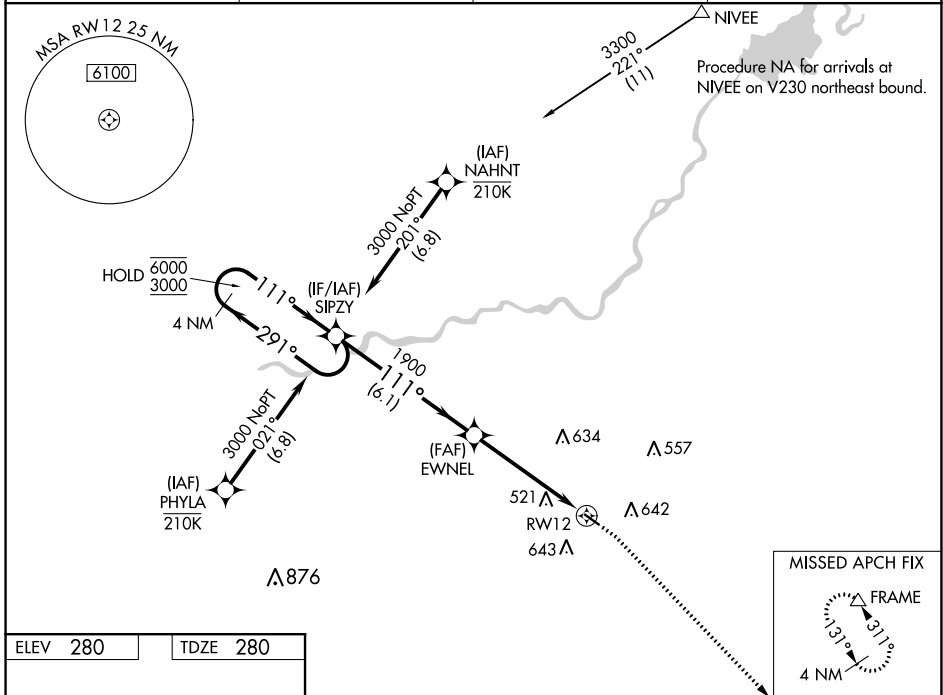 MSA RW 12 25 NM
6100
NIVEE
3300
221°
(11)
Procedure NA for arrivals at
NIVEE on V230 northeast bound.
(IAF)
NAHNT
210K
3000 NoPT
201°
(6.8)
HOLD 6000
3000
111°
4 NM
291°
(IF/IAF)
SIPZY
1900
111°
(6.1)
3000 NoPT
021°
(6.8)
(IAF)
PHYLA
210K
(FAF)
EWNEL
634
557
521
RW12
642
643
876
MISSED APCH FIX
FRAME
131°
311°
4 NM
ELEV 280
TDZE 280